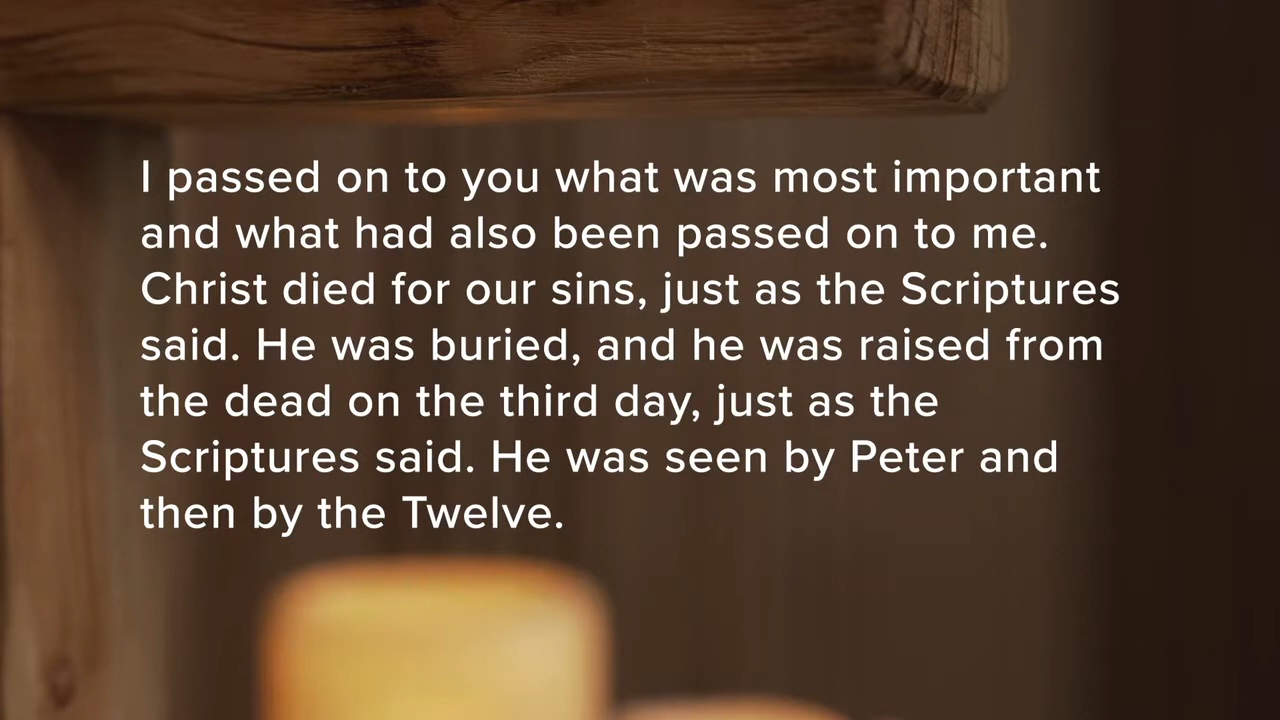 I passed on to you what was most important
and what had also been passed on to me.
Christ died for our sins, just as the Scriptures
said. He was buried, and he was raised from
the dead on the third day, just as the
Scriptures said. He was seen by Peter and
then by the Twelve.